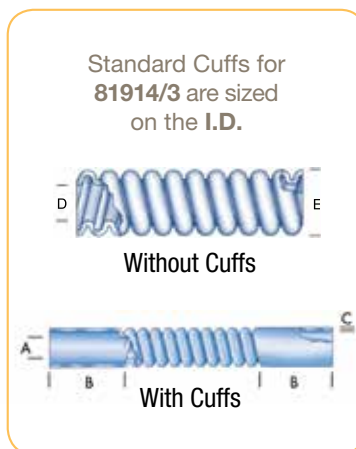 Standard Cuffs for
81914/3 are sized
on the I.D.
D
E
Without Cuffs
C
A
B
B
With Cuffs